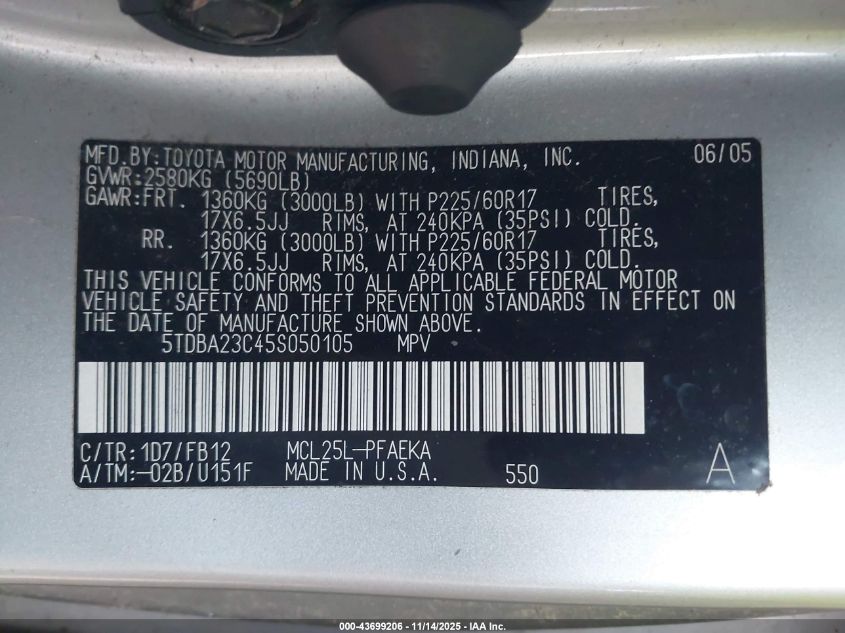 MFD.BY:TOYOTA MOTOR MANUFACTURING, INDIANA, INC. 06/05
GVWR:2580KG (5690LB)
GAWR:FRT. 1360KG (3000LB) WITH P225/60R17 TIRES,
17X6.5JJ RIMS, AT 240KPA (35PSI) COLD.
RR. 1360KG (3000LB) WITH P225/60R17 TIRES,
17X6.5JJ RIMS, AT 240KPA (35PSI) COLD.
THIS VEHICLE CONFORMS TO ALL APPLICABLE FEDERAL MOTOR
VEHICLE SAFETY AND THEFT PREVENTION STANDARDS IN EFFECT ON
THE DATE OF MANUFACTURE SHOWN ABOVE.
5TDBA23C45S050105 MPV
C/TR:1D7/FB12 MCL25L-PFAEKA
A/TM:-02B/U151F MADE IN U.S.A. 550 A
000-43699206 - 11/14/2025 - IAA Inc.